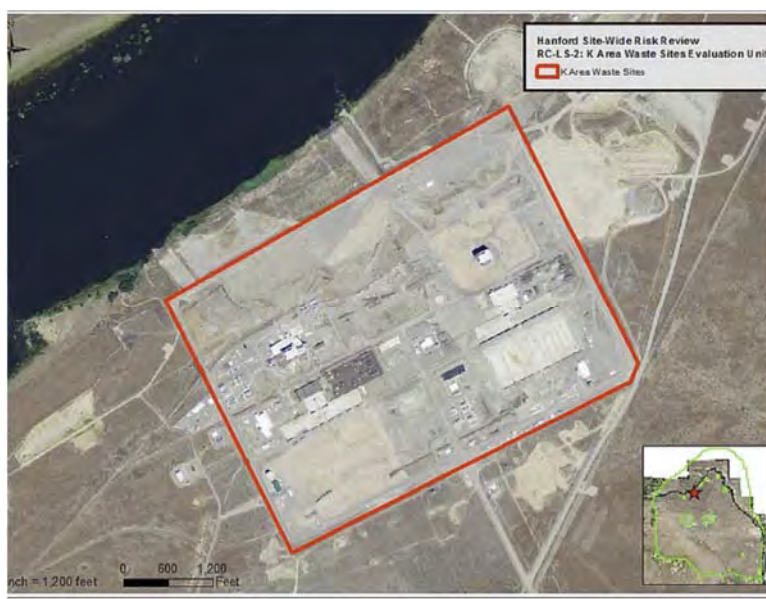 Hanford Site-Wide Risk Review
RC-LS-2: K Area Waste Sites Evaluation Unit
K Area Waste Sites
nch = 1,200 feet
0 600 1,200
Feet